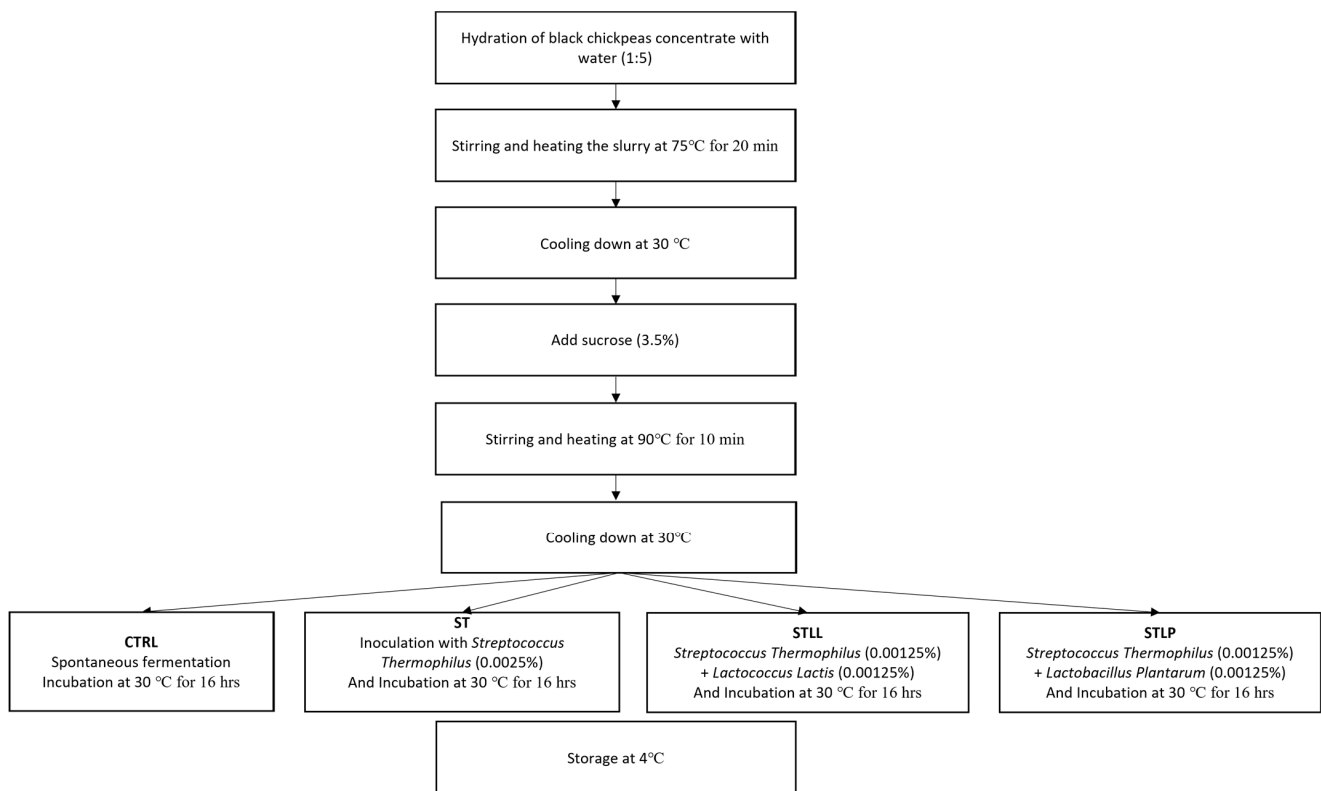 Hydration of black chickpeas concentrate with
water (1:5)
Stirring and heating the slurry at 75℃ for 20 min
Cooling down at 30 ℃
Add sucrose (3.5%)
Stirring and heating at 90℃ for 10 min
Cooling down at 30℃
CTRL
Spontaneous fermentation
Incubation at 30 ℃ for 16 hrs
ST
Inoculation with Streptococcus
Thermophilus (0.0025%)
And Incubation at 30 ℃ for 16 hrs
STLL
Streptococcus Thermophilus (0.00125%)
+ Lactococcus Lactis (0.00125%)
And Incubation at 30 ℃ for 16 hrs
STLP
Streptococcus Thermophilus (0.00125%)
+ Lactobacillus Plantarum (0.00125%)
And Incubation at 30 ℃ for 16 hrs
Storage at 4℃